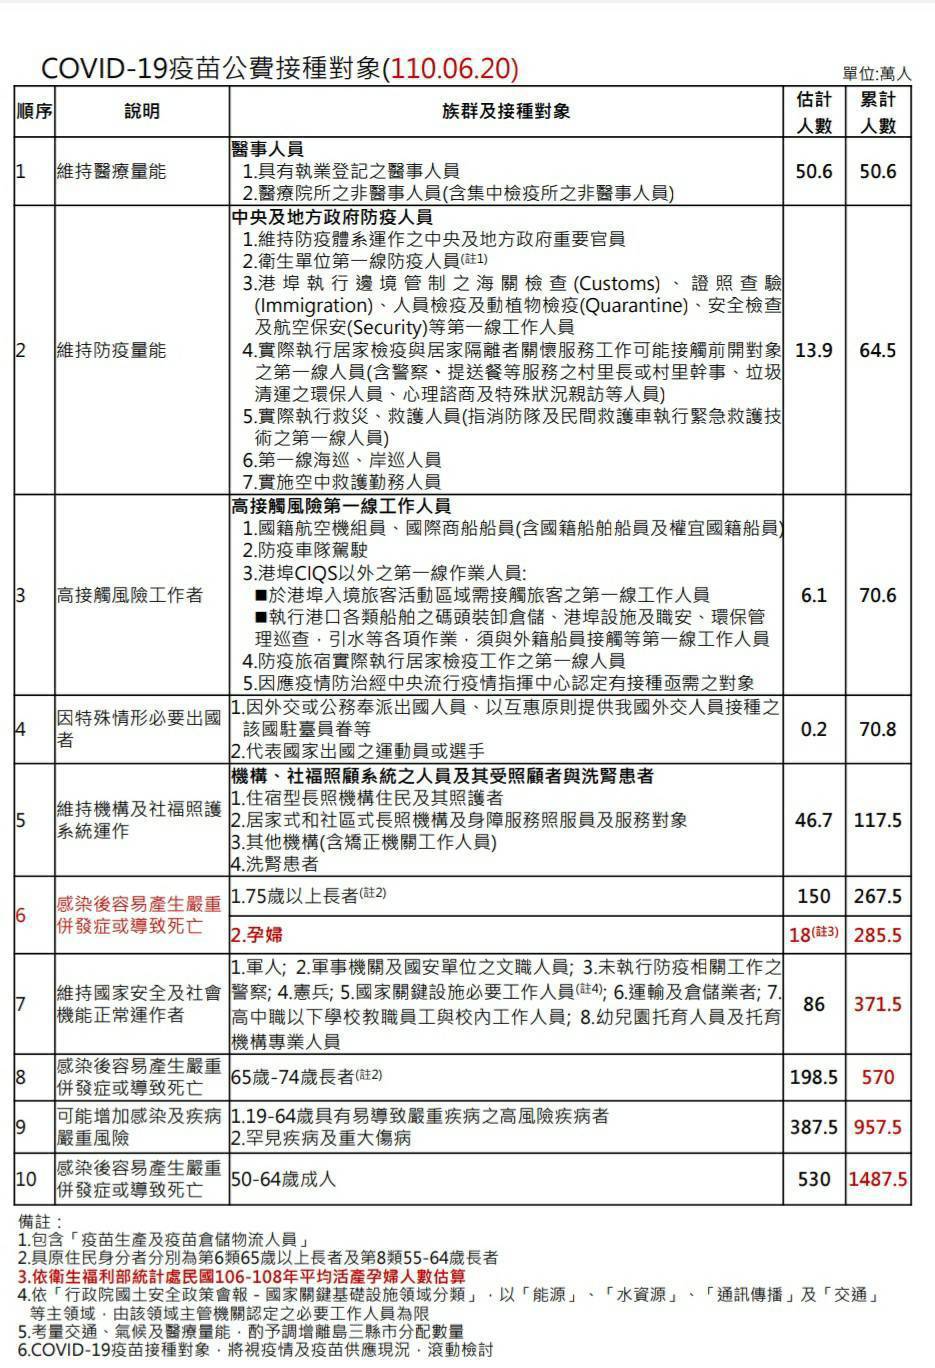 COVID-19疫苗公費接種對象(110.06.20)
單位:萬人
順序 說明 族群及接種對象 估計人數 累計人數
1 維持醫療量能 醫事人員 50.6 50.6
1.具有執業登記之醫事人員
2.醫療院所之非醫事人員(含集中檢疫所之非醫事人員)
2 維持防疫量能 中央及地方政府防疫人員 13.9 64.5
1.維持防疫體系運作之中央及地方政府重要官員
2.衛生單位第一線防疫人員(註1)
3.港埠執行邊境管制之海關檢查(Customs)、證照查驗
(Immigration)、人員檢疫及動植物檢疫(Quarantine)、安全檢查
及航空保安(Security)等第一線工作人員
4.實際執行居家檢疫與居家隔離者關懷服務工作可能接觸前開對象
之第一線人員(含警察、提送餐等服務之村里長或村里幹事、垃圾
清運之環保人員、心理諮商及特殊狀況親訪等人員)
5.實際執行救災、救護人員(指消防隊及民間救護車執行緊急救護技
術之第一線人員)
6.第一線海巡、岸巡人員
7.實施空中救護勤務人員
3 高接觸風險工作者 高接觸風險第一線工作人員 6.1 70.6
1.國籍航空機組員、國際商船船員(含國籍船舶船員及權宜國籍船員)
2.防疫車隊駕駛
3.港埠CIQS以外之第一線作業人員:
■於港埠入境旅客活動區域需接觸旅客之第一線工作人員
■執行港口各類船舶之碼頭裝卸倉儲、港埠設施及職安、環保管
理巡查，引水等各項作業，須與外籍船員接觸等第一線工作人員
4.防疫旅宿實際執行居家檢疫工作之第一線人員
5.因應疫情防治經中央流行疫情指揮中心認定有接種亟需之對象
4 因特殊情形必要出國
者
1.因外交或公務奉派出國人員、以互惠原則提供我國外交人員接種之
該國駐臺員眷等
2.代表國家出國之運動員或選手
0.2 70.8
5 維持機構及社福照護
系統運作
機構、社福照顧系統之人員及其受照顧者與洗腎患者
1.住宿型長照機構住民及其照護者
2.居家式和社區式長照機構及身障服務照服員及服務對象
3.其他機構(含矯正機關工作人員)
4.洗腎患者
46.7 117.5
6 感染後容易產生嚴重
併發症或導致死亡
1.75歲以上長者(註2) 150 267.5
2.孕婦 18(註3) 285.5
7 維持國家安全及社會
機能正常運作者
1.軍人; 2.軍事機關及國安單位之文職人員; 3.未執行防疫相關工作之
警察; 4.憲兵; 5.國家關鍵設施必要工作人員(註4); 6.運輸及倉儲業者; 7.
高中職以下學校教職員工與校內工作人員; 8.幼兒園托育人員及托育
機構專業人員
86 371.5
8 感染後容易產生嚴重
併發症或導致死亡
65歲-74歲長者(註2) 198.5 570
9 可能增加感染及疾病
嚴重風險
1.19-64歲具有易導致嚴重疾病之高風險疾病者
2.罕見疾病及重大傷病
387.5 957.5
10 感染後容易產生嚴重
併發症或導致死亡
50-64歲成人 530 1487.5
備註：
1.包含「疫苗生產及疫苗倉儲物流人員」
2.具原住民身分者分別為第6類65歲以上長者及第8類55-64歲長者
3.依衛生福利部統計處民國106-108年平均活產孕婦人數估算
4.依「行政院國土安全政策會報－國家關鍵基礎設施領域分類」，以「能源」、「水資源」、「通訊傳播」及「交通」
等主領域，由該領域主管機關認定之必要工作人員為限
5.考量交通、氣候及醫療量能，酌予調增離島三縣市分配數量
6.COVID-19疫苗接種對象，將視疫情及疫苗供應現況，滾動檢討